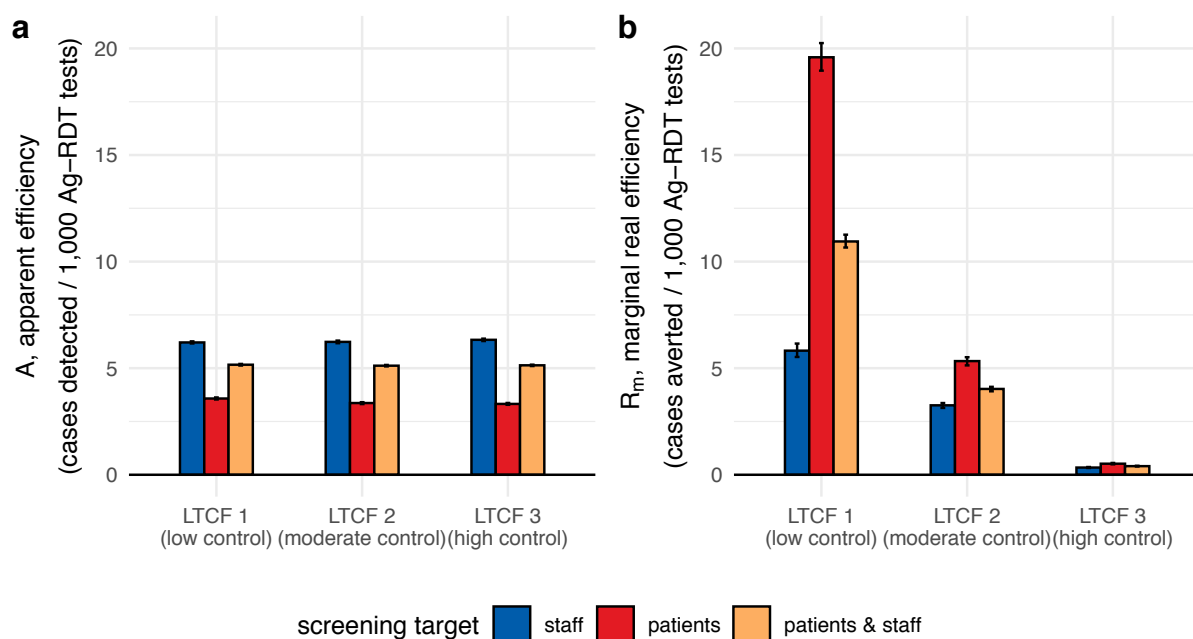 a
A, apparent efficiency
(cases detected / 1,000 Ag−RDT tests)
20
15
10
5
0
LTCF 1
(low control)
LTCF 2
(moderate control)
LTCF 3
(high control)
b
Rm, marginal real efficiency
(cases averted / 1,000 Ag−RDT tests)
20
15
10
5
0
LTCF 1
(low control)
LTCF 2
(moderate control)
LTCF 3
(high control)
screening target staff patients patients & staff